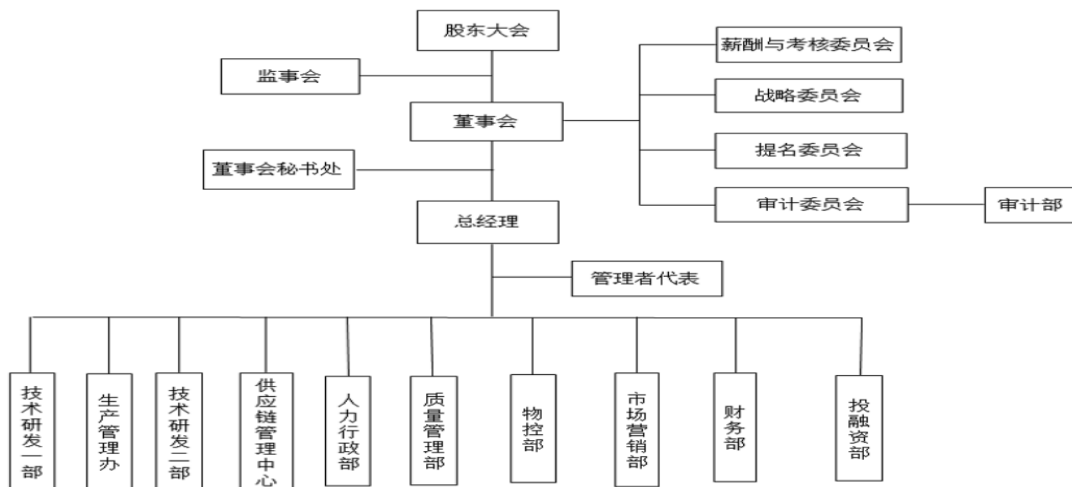 股东大会
薪酬与考核委员会
监事会
战略委员会
董事会
提名委员会
董事会秘书处
审计委员会
审计部
总经理
管理者代表
技术研发一部
生产管理办
技术研发二部
供应链管理中心
人力行政部
质量管理部
物控部
市场营销部
财务部
投融资部